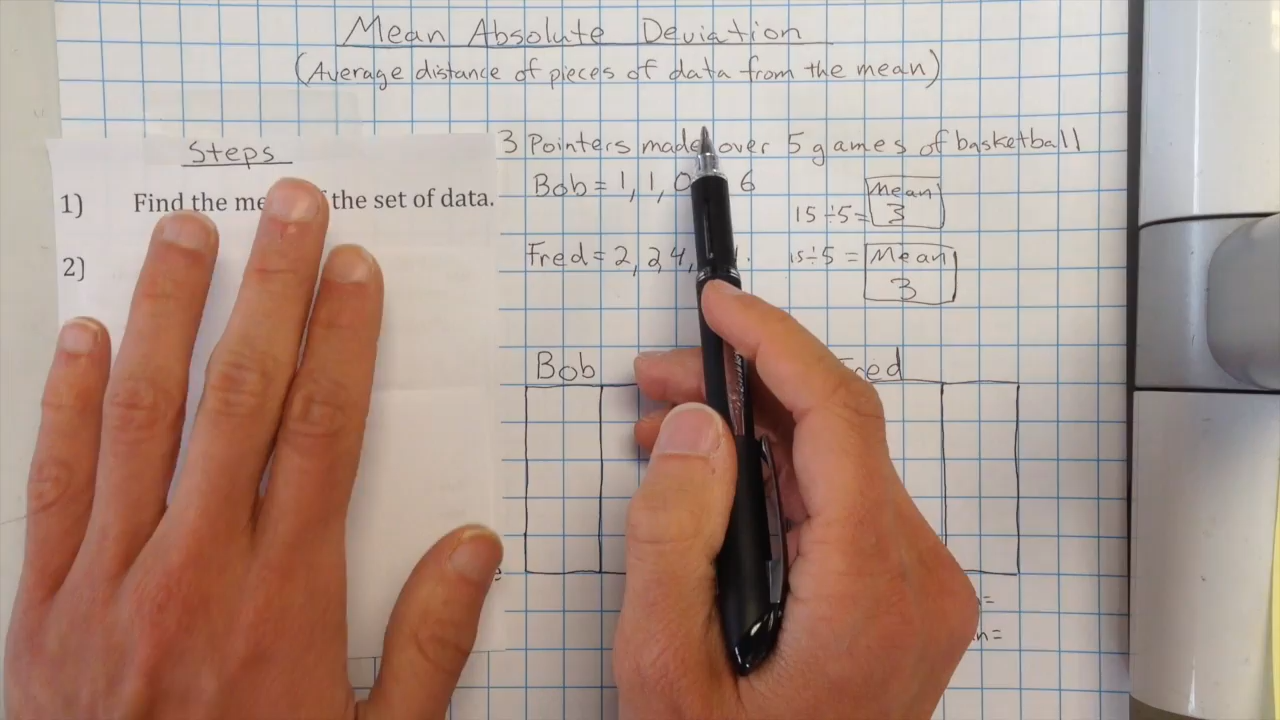 Mean Absolute Deviation
(Average distance of pieces of data from the mean)
Steps
1) Find the the set of data.
2)
3 Pointers made over 5 games of basketball
Bob = 1, 1, 0 6
15 ÷ 5 = Mean 3
Fred = 2, 2, 4,
15 ÷ 5 = Mean 3
Bob
Fred